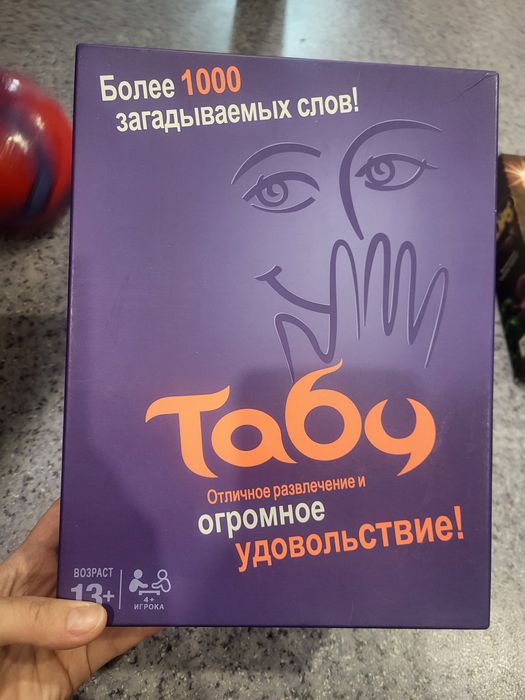 Более 1000
загадываемых слов!
Табу
Отличное развлечение и
огромное
удовольствие!
ВОЗРАСТ
13+
4+
ИГРОКА